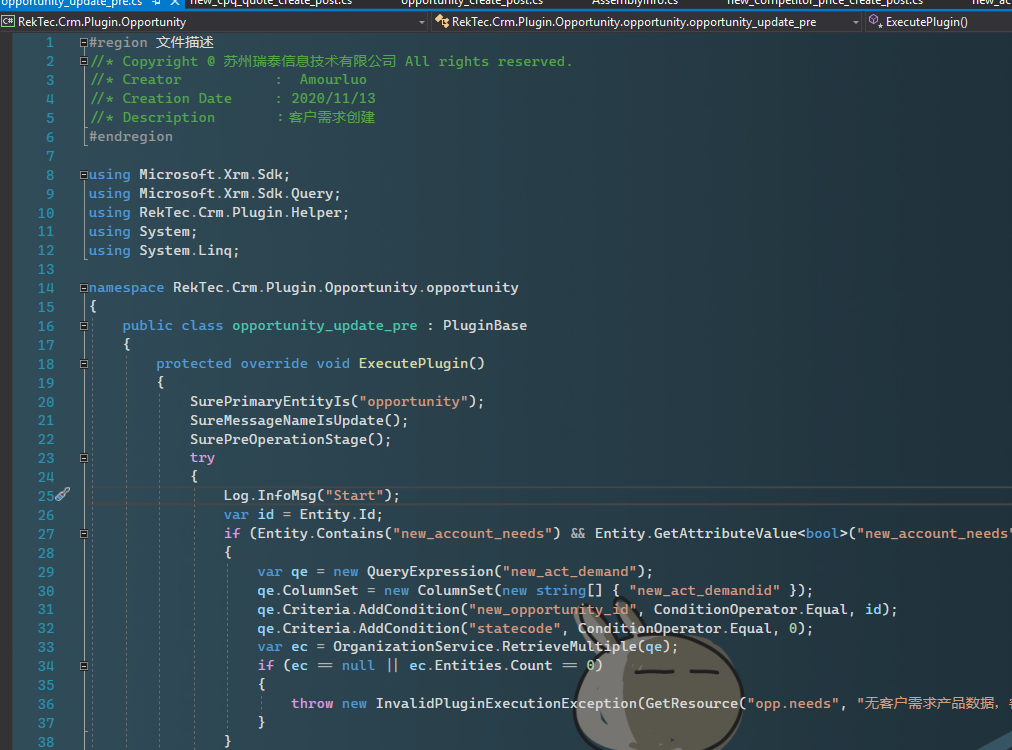 opportunity_update_pre.cs new_cpq_quote_create_post.cs opportunity_create_post.cs AssemblyInfo.cs new_competitor_price_create_post.cs new_ac
C# RekTec.Crm.Plugin.Opportunity RekTec.Crm.Plugin.Opportunity.opportunity.opportunity_update_pre ExecutePlugin()
1 #region 文件描述
2 //* Copyright @ 苏州瑞泰信息技术有限公司 All rights reserved.
3 //* Creator : Amourluo
4 //* Creation Date : 2020/11/13
5 //* Description : 客户需求创建
6 #endregion
7
8 using Microsoft.Xrm.Sdk;
9 using Microsoft.Xrm.Sdk.Query;
10 using RekTec.Crm.Plugin.Helper;
11 using System;
12 using System.Linq;
13
14 namespace RekTec.Crm.Plugin.Opportunity.opportunity
15 {
16 public class opportunity_update_pre : PluginBase
17 {
18 protected override void ExecutePlugin()
19 {
20 SurePrimaryEntityIs("opportunity");
21 SureMessageNameIsUpdate();
22 SurePreOperationStage();
23 try
24 {
25 Log.InfoMsg("Start");
26 var id = Entity.Id;
27 if (Entity.Contains("new_account_needs") && Entity.GetAttributeValue<bool>("new_account_needs"
28 {
29 var qe = new QueryExpression("new_act_demand");
30 qe.ColumnSet = new ColumnSet(new string[] { "new_act_demandid" });
31 qe.Criteria.AddCondition("new_opportunity_id", ConditionOperator.Equal, id);
32 qe.Criteria.AddCondition("statecode", ConditionOperator.Equal, 0);
33 var ec = OrganizationService.RetrieveMultiple(qe);
34 if (ec == null || ec.Entities.Count == 0)
35 {
36 throw new InvalidPluginExecutionException(GetResource("opp.needs", "无客户需求产品数据,
37 }
38 }